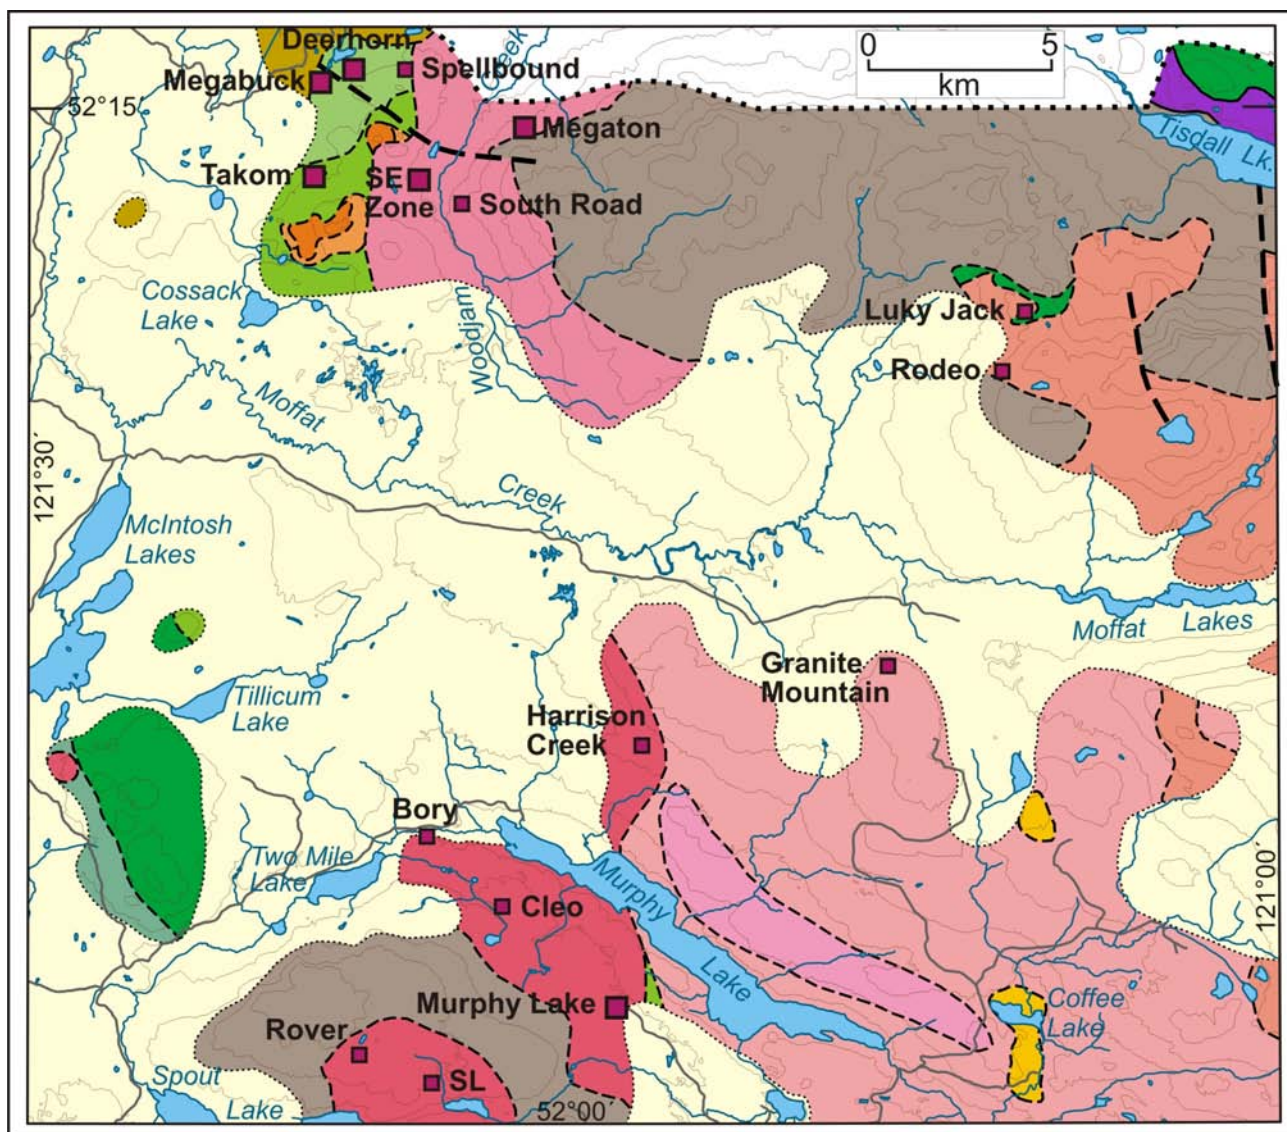 Deerhorn
0 5
km
Megabuck
Spellbound
Creek
52°15´
Megaton
Tisdall Lk.
Takom
SE
Zone
South Road
Cossack
Lake
Woodjam
Luky Jack
Rodeo
Moffat
121°30´
Creek
McIntosh
Lakes
Moffat Lakes
Granite
Mountain
Tillicum
Lake
Harrison
Creek
Bory
Two Mile
Lake
Murphy
Lake
Cleo
121°00´
Murphy Lake
Coffee
Lake
Rover
SL
Spout
Lake
52°00´